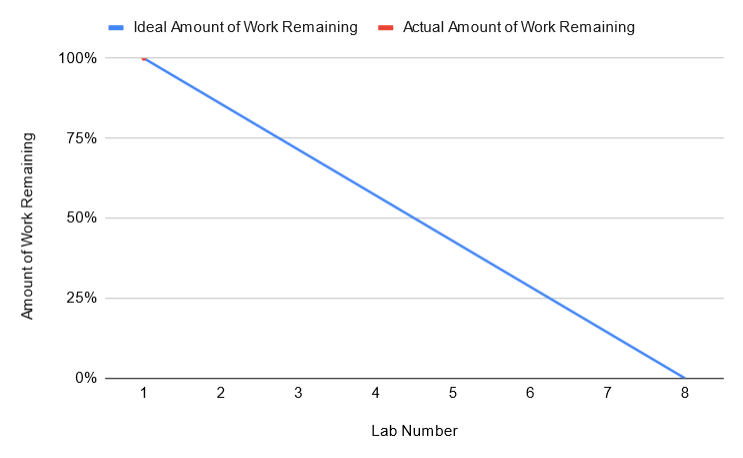 Ideal Amount of Work Remaining Actual Amount of Work Remaining
100%
75%
50%
25%
0%
Amount of Work Remaining
1 2 3 4 5 6 7 8
Lab Number